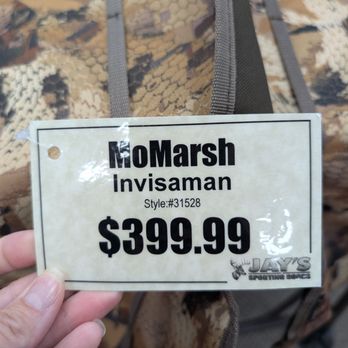 MoMarsh
Invisaman
Style:#31528
$399.99
JAY'S
SPORTING GOODS